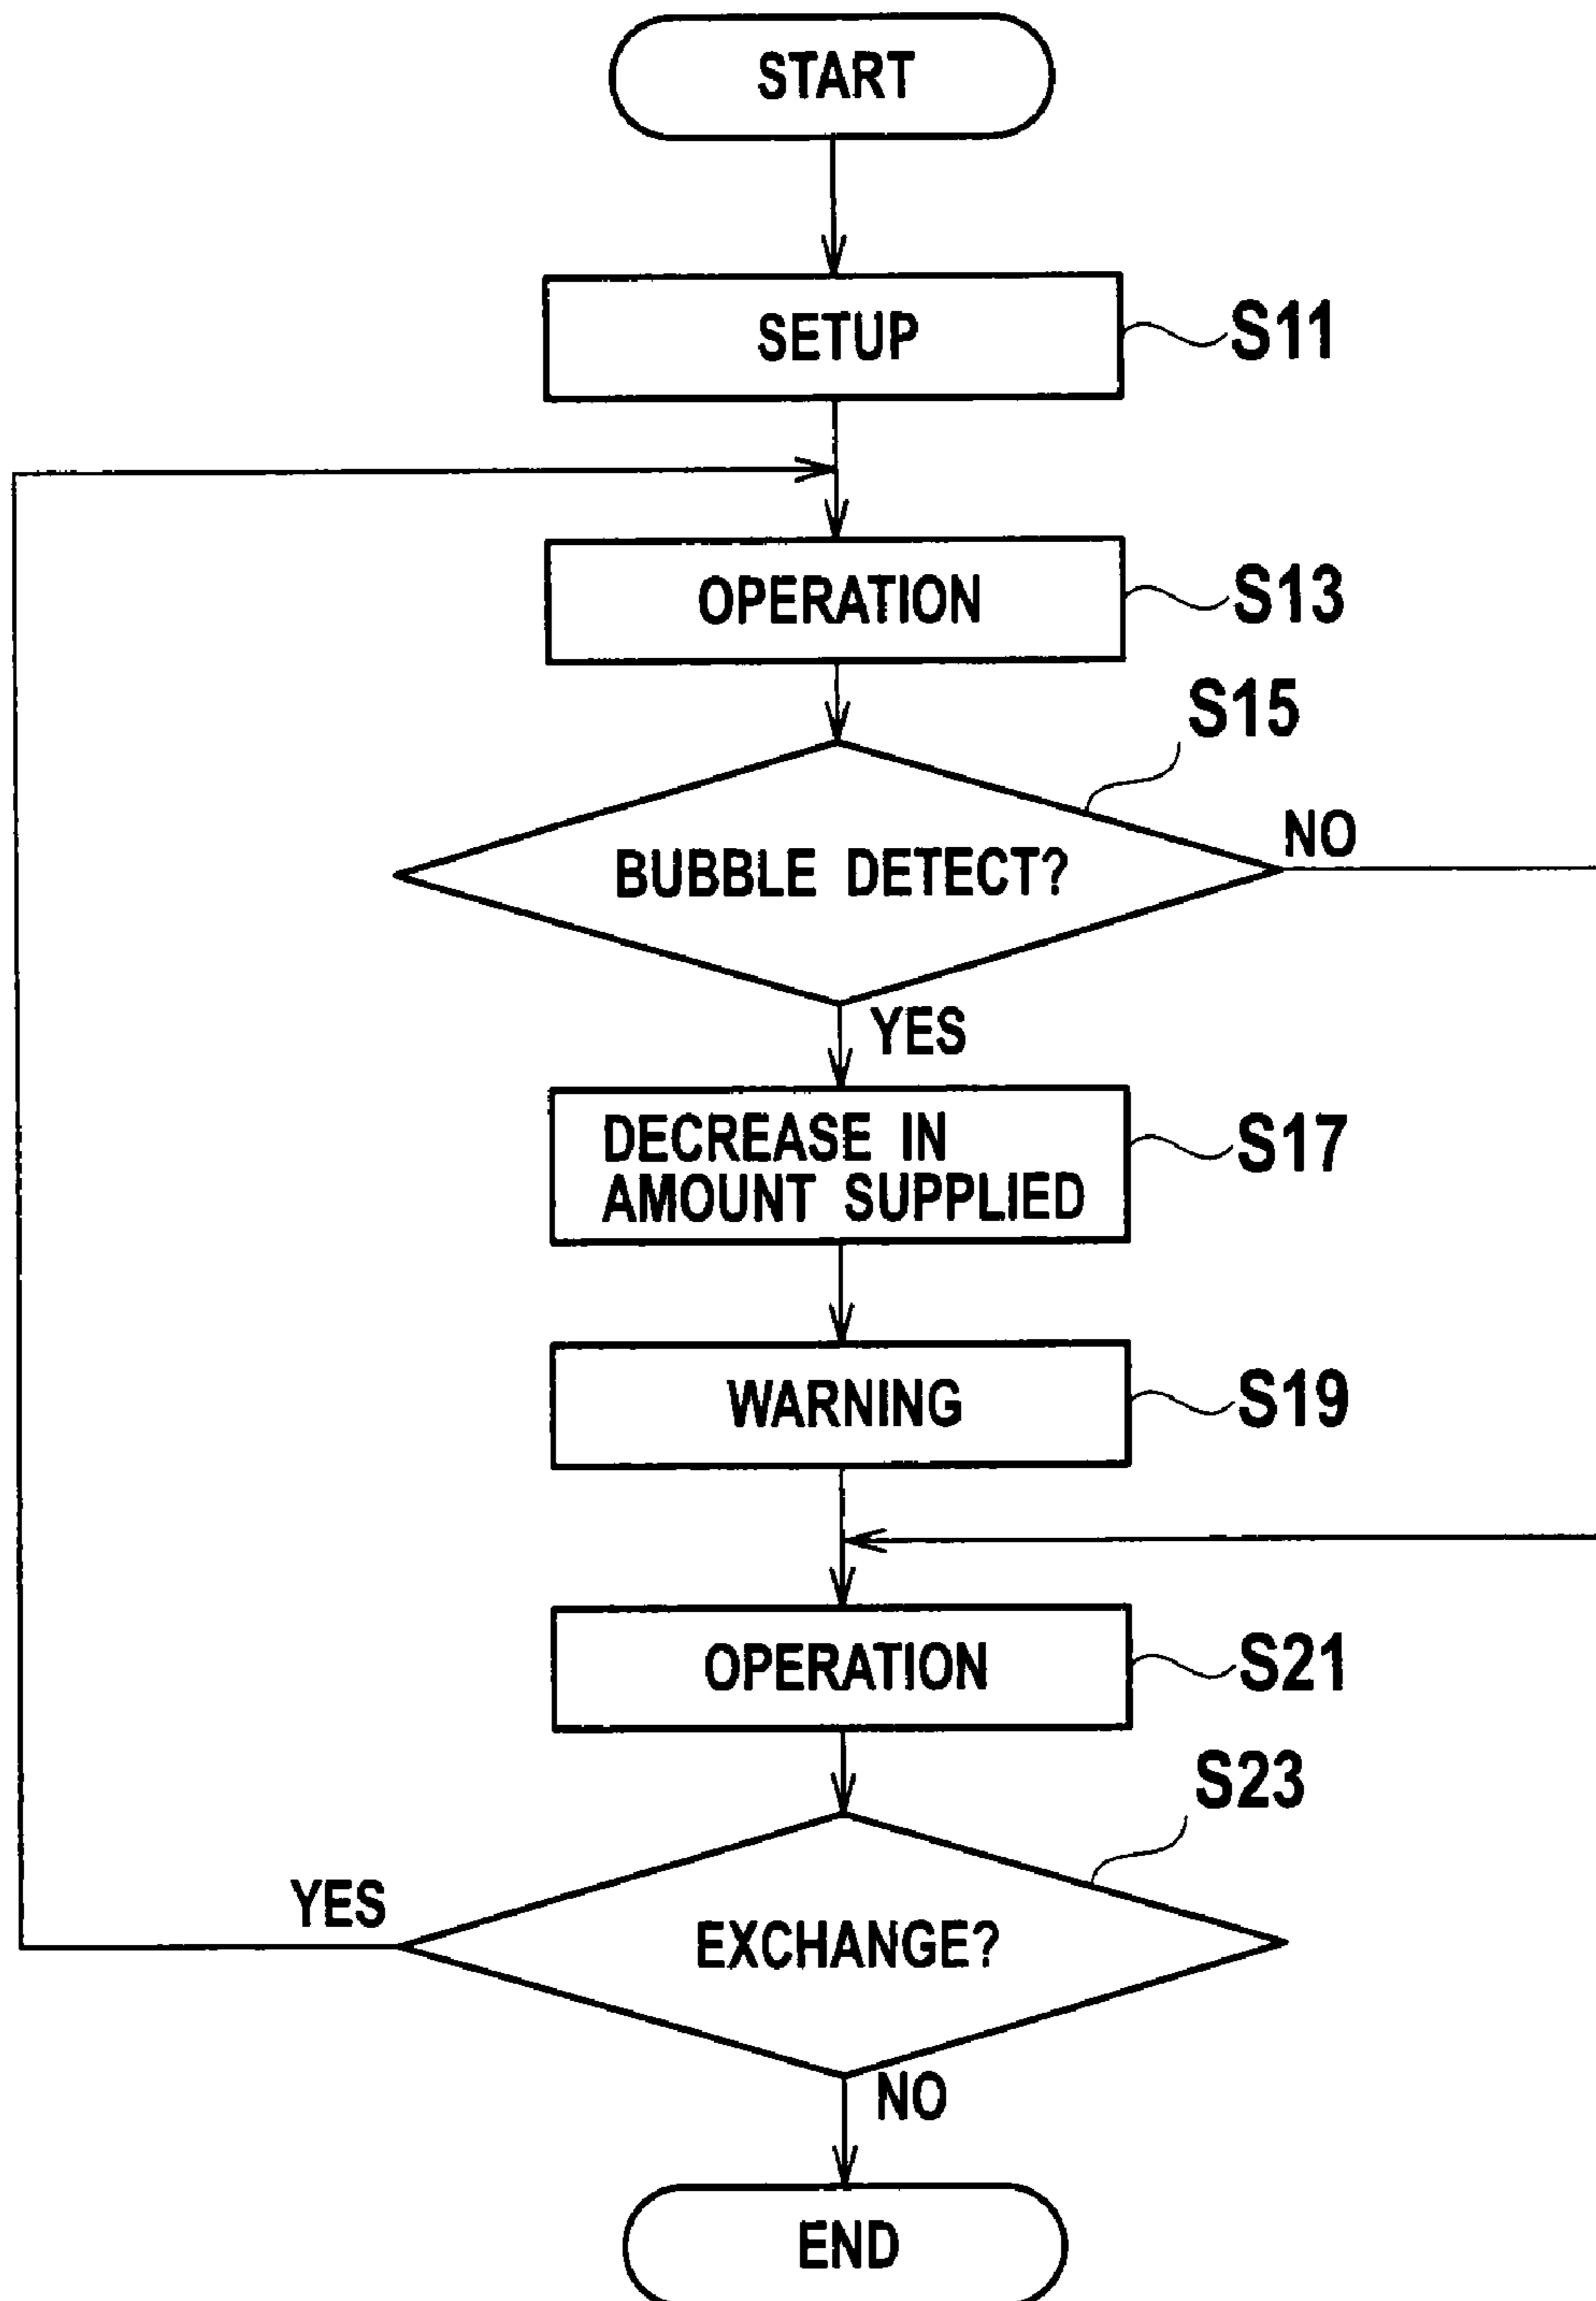 START
SETUP
S11
OPERATION
S13
S15
BUBBLE DETECT?
NO
YES
DECREASE IN
AMOUNT SUPPLIED
S17
WARNING
S19
OPERATION
S21
S23
YES
EXCHANGE?
NO
END